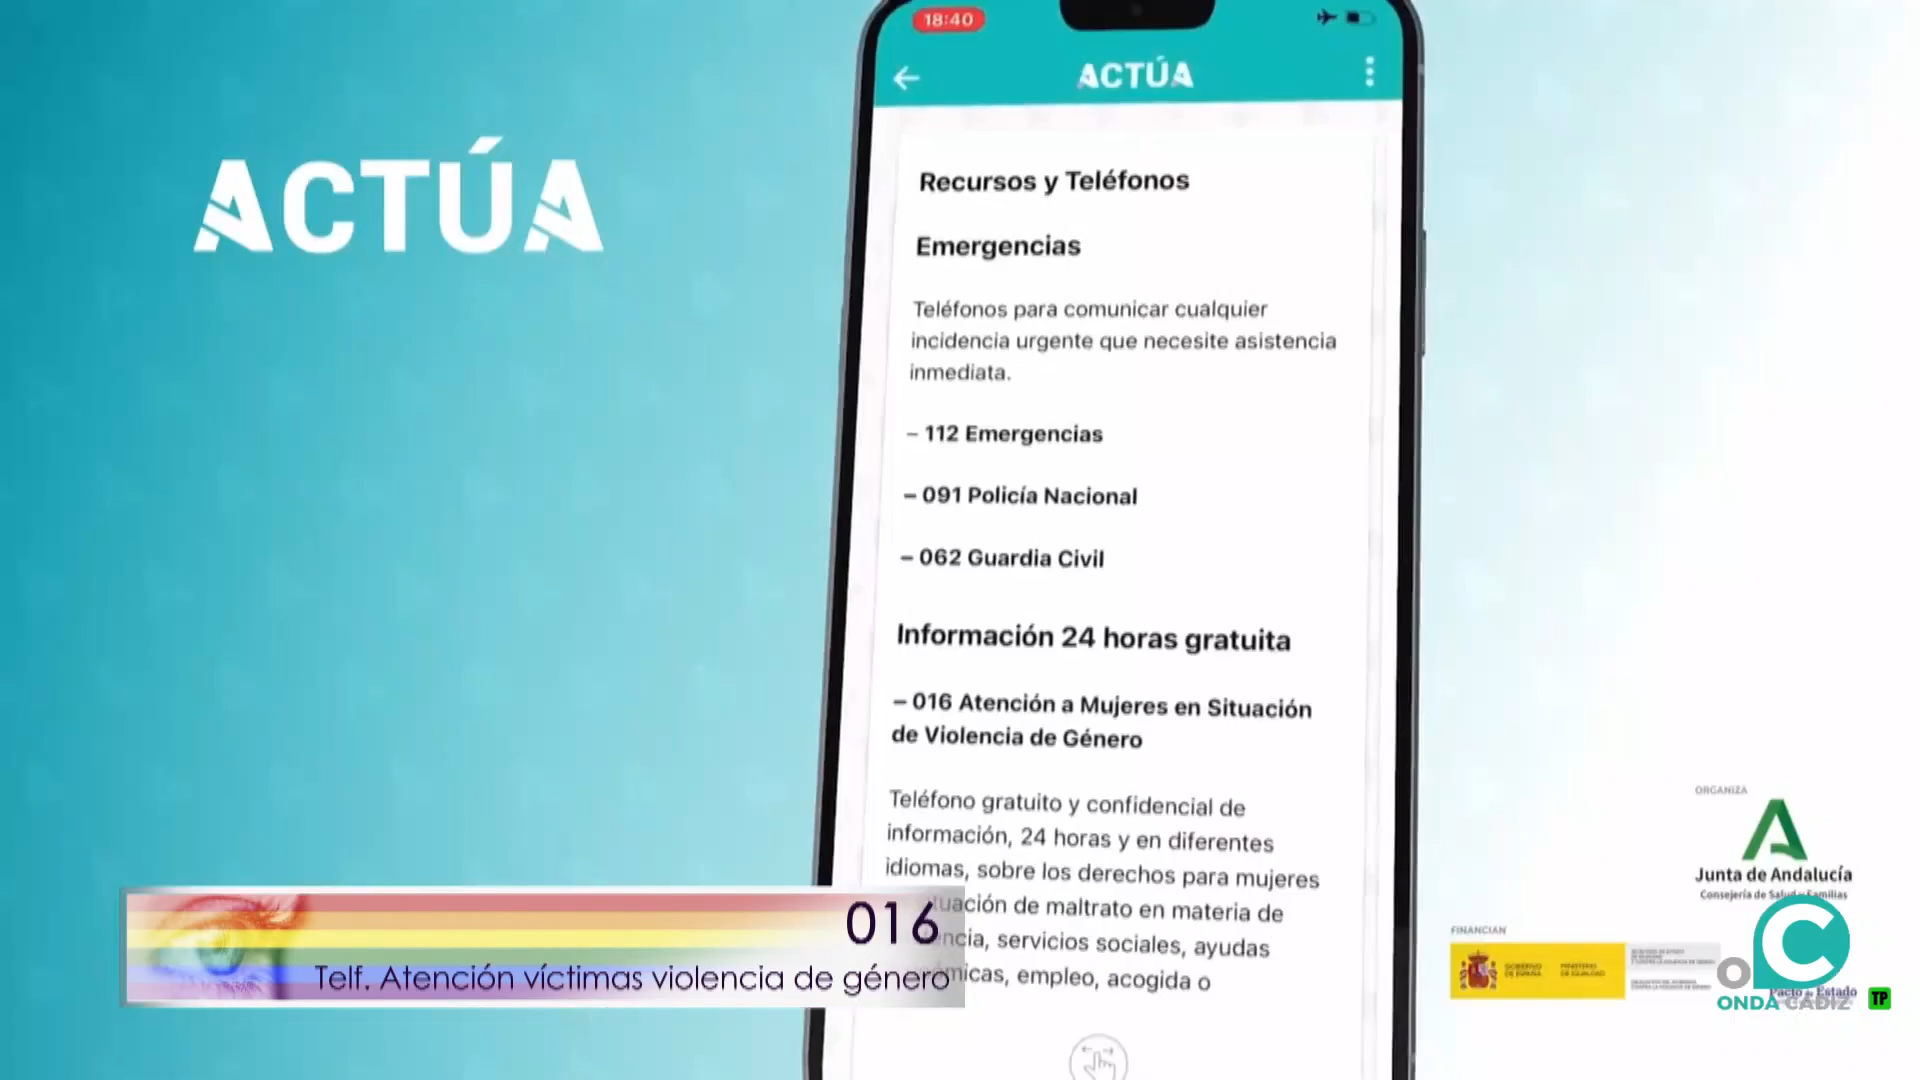 18:40
ACTÚA
ACTÚA
Recursos y Teléfonos
Emergencias
Teléfonos para comunicar cualquier
incidencia urgente que necesite asistencia
inmediata.
– 112 Emergencias
– 091 Policía Nacional
– 062 Guardia Civil
Información 24 horas gratuita
– 016 Atención a Mujeres en Situación
de Violencia de Género
Teléfono gratuito y confidencial de
información, 24 horas y en diferentes
idiomas, sobre los derechos para mujeres
de maltrato en materia de
servicios sociales, ayudas
empleo, acogida o
016
Telf. Atención víctimas violencia de género
ORGANIZA
Junta de Andalucía
Consejería de Salud y Familias
FINANCIAN
GOBIERNO
DE ESPAÑA
MINISTERIO
DE IGUALDAD
Pacto de Estado
ONDA CÁDIZ
TP